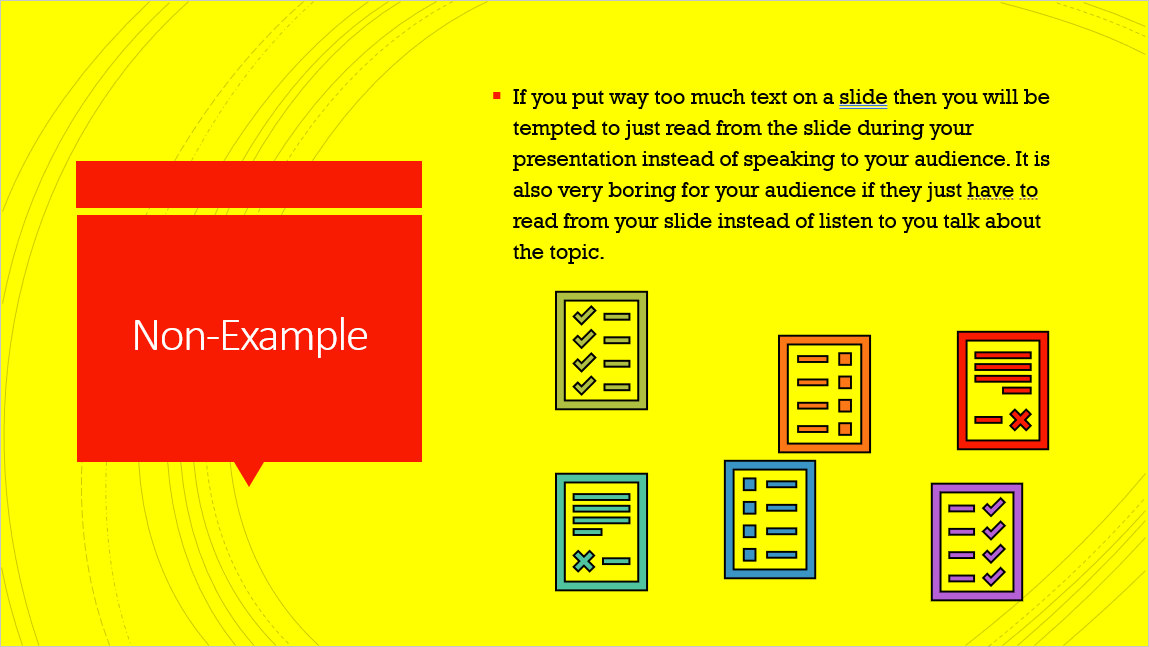 Non-Example
If you put way too much text on a slide then you will be
tempted to just read from the slide during your
presentation instead of speaking to your audience. It is
also very boring for your audience if they just have to
read from your slide instead of listen to you talk about
the topic.